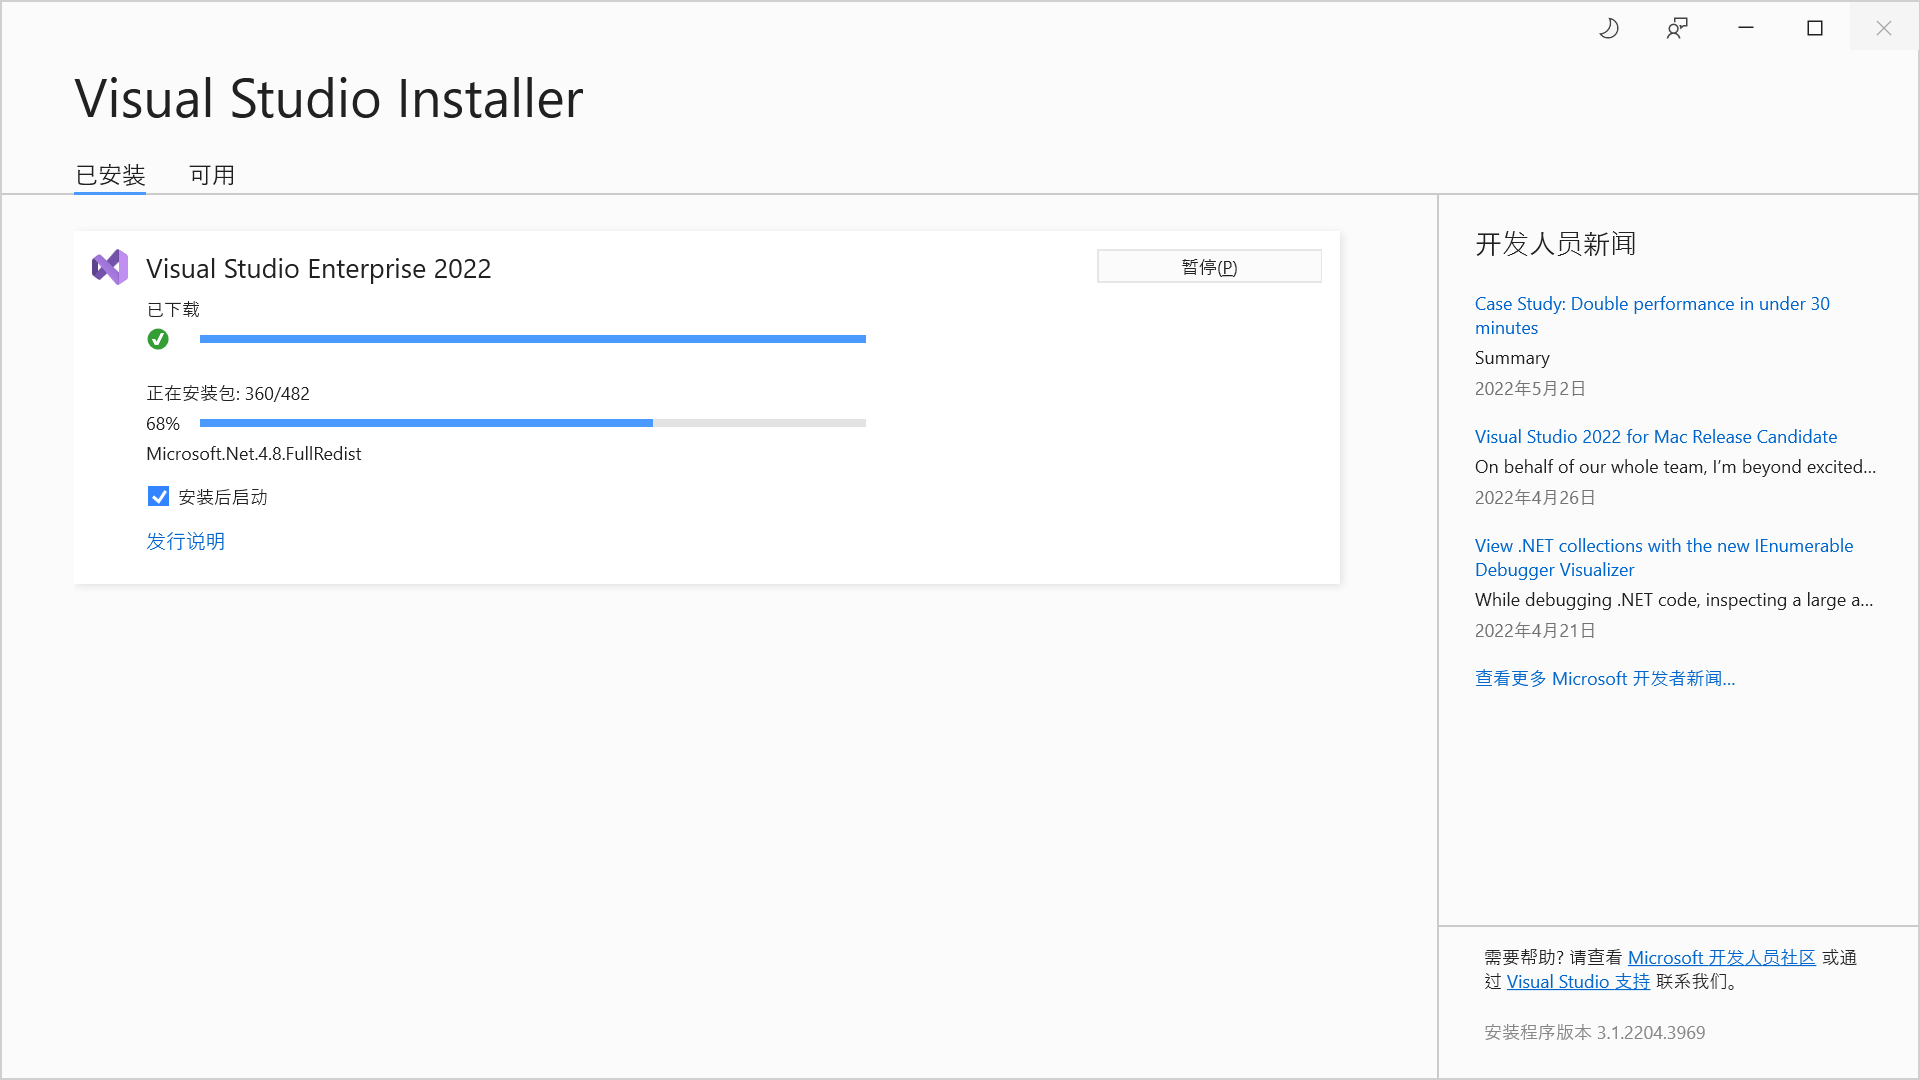 Visual Studio Installer
已安装 可用
Visual Studio Enterprise 2022
暂停(P)
已下载
正在安装包: 360/482
68%
Microsoft.Net.4.8.FullRedist
安装后启动
发行说明
开发人员新闻
Case Study: Double performance in under 30
minutes
Summary
2022年5月2日
Visual Studio 2022 for Mac Release Candidate
On behalf of our whole team, I’m beyond excited...
2022年4月26日
View .NET collections with the new IEnumerable
Debugger Visualizer
While debugging .NET code, inspecting a large a...
2022年4月21日
查看更多 Microsoft 开发者新闻...
需要帮助? 请查看 Microsoft 开发人员社区 或通
过 Visual Studio 支持 联系我们。
安装程序版本 3.1.2204.3969